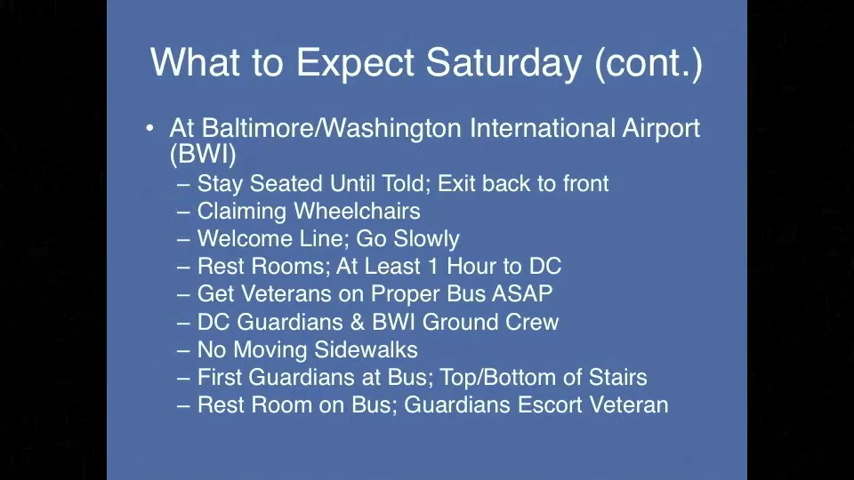 What to Expect Saturday (cont.)
• At Baltimore/Washington International Airport
(BWI)
– Stay Seated Until Told; Exit back to front
– Claiming Wheelchairs
– Welcome Line; Go Slowly
– Rest Rooms; At Least 1 Hour to DC
– Get Veterans on Proper Bus ASAP
– DC Guardians & BWI Ground Crew
– No Moving Sidewalks
– First Guardians at Bus; Top/Bottom of Stairs
– Rest Room on Bus; Guardians Escort Veteran